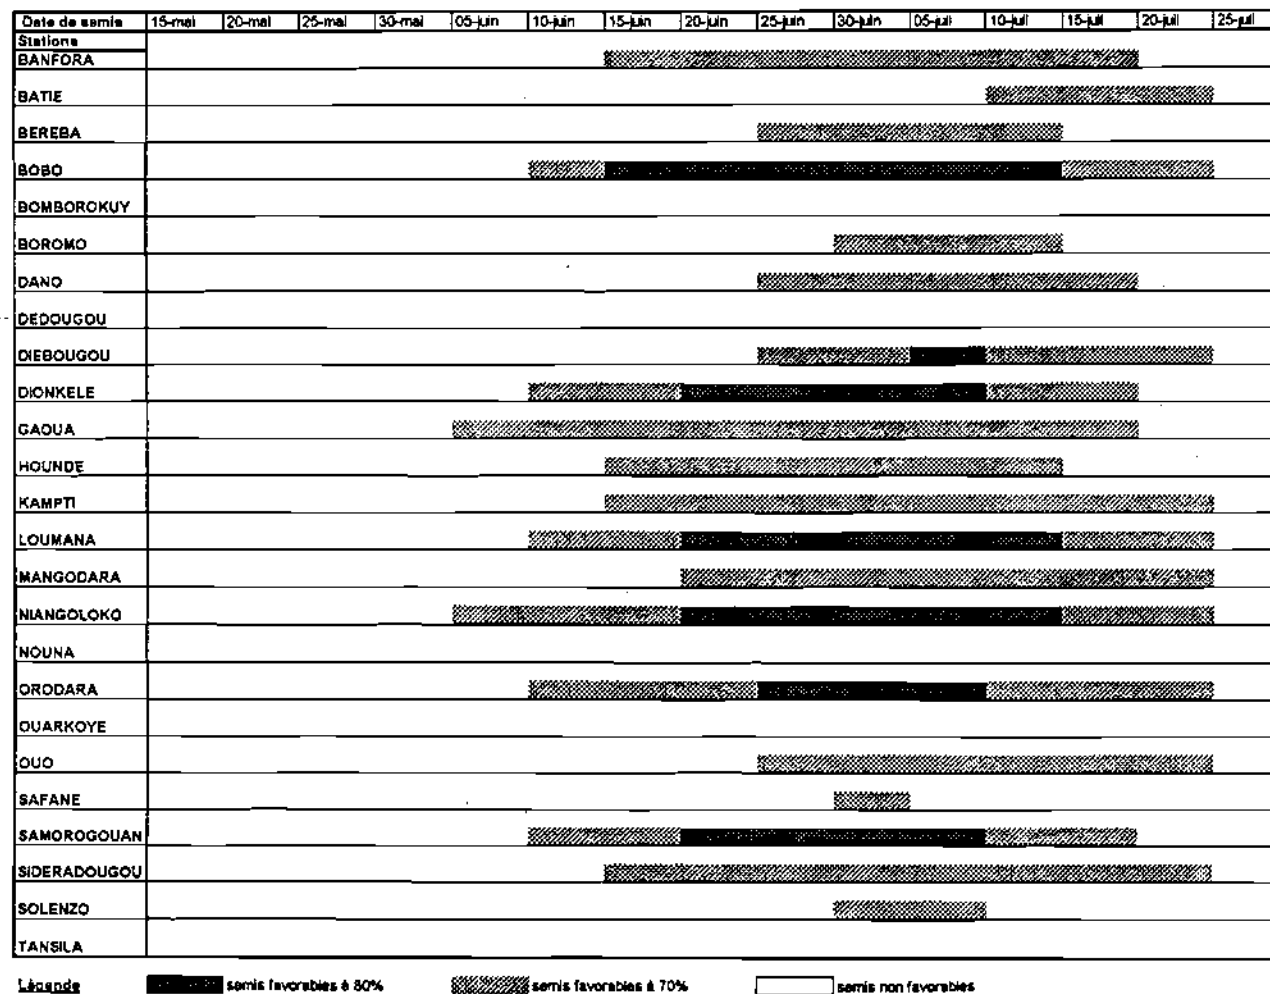 Date de semis 15-mai 20-mai 25-mai 30-mai 05-juin 10-juin 15-juin 20-juin 25-juin 30-juin 05-juil 10-juil 15-juil 20-juil 25-juil
Stations
BANFORA
BATIE
BEREBA
BOBO
BOMBOROKUY
BOROMO
DANO
DEDOUGOU
DIEBOUGOU
DIONKELE
GAOUA
HOUNDE
KAMPTI
LOUMANA
MANGODARA
NIANGOLOKO
NOUNA
ORODARA
OUARKOYE
OUO
SAFANE
SAMOROGOUAN
SIDERADOUGOU
SOLENZO
TANSILA
Légende semis favorables à 80% semis favorables à 70% semis non favorables